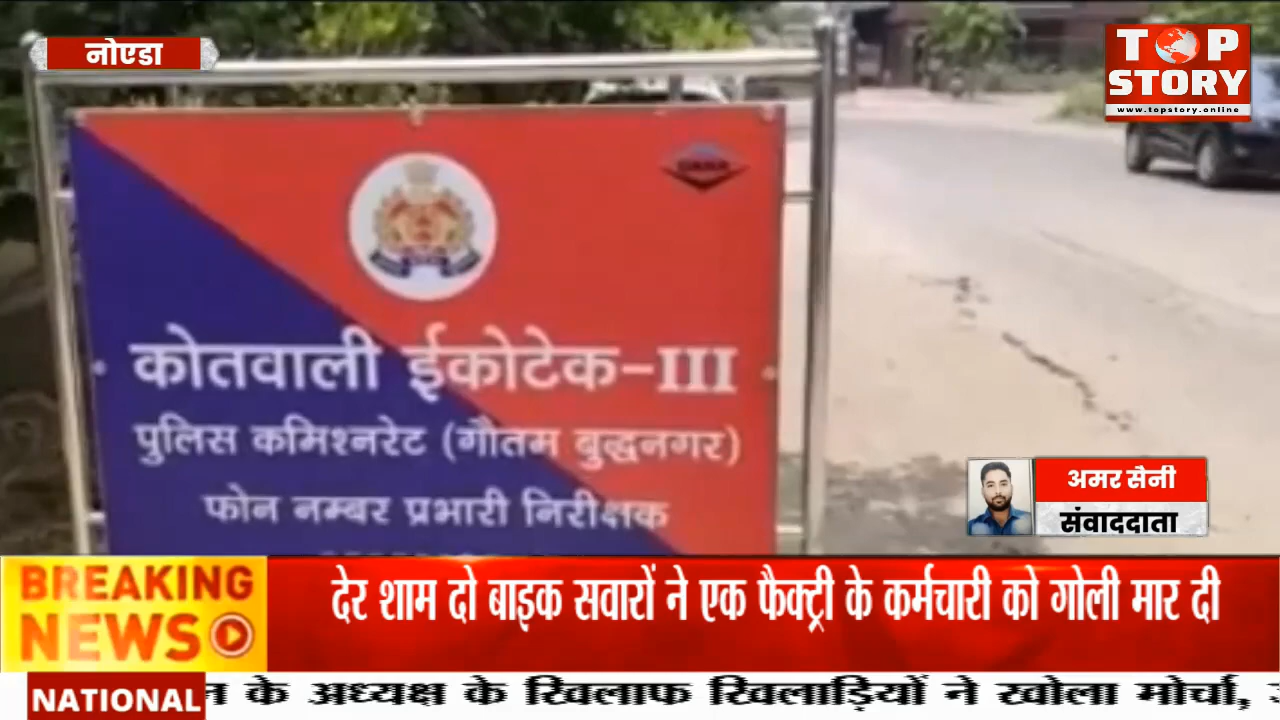 नोएडा
TOP
STORY
www.topstory.online
कोतवाली ईकोटेक-III
पुलिस कमिश्नरेट (गौतम बुद्धनगर)
फोन नम्बर प्रभारी निरीक्षक
अमर सैनी
संवाददाता
BREAKING
NEWS
देर शाम दो बाइक सवारों ने एक फैक्ट्री के कर्मचारी को गोली मार दी
NATIONAL
के अध्यक्ष के खिलाफ खिलाड़ियों ने खोला मोर्चा,